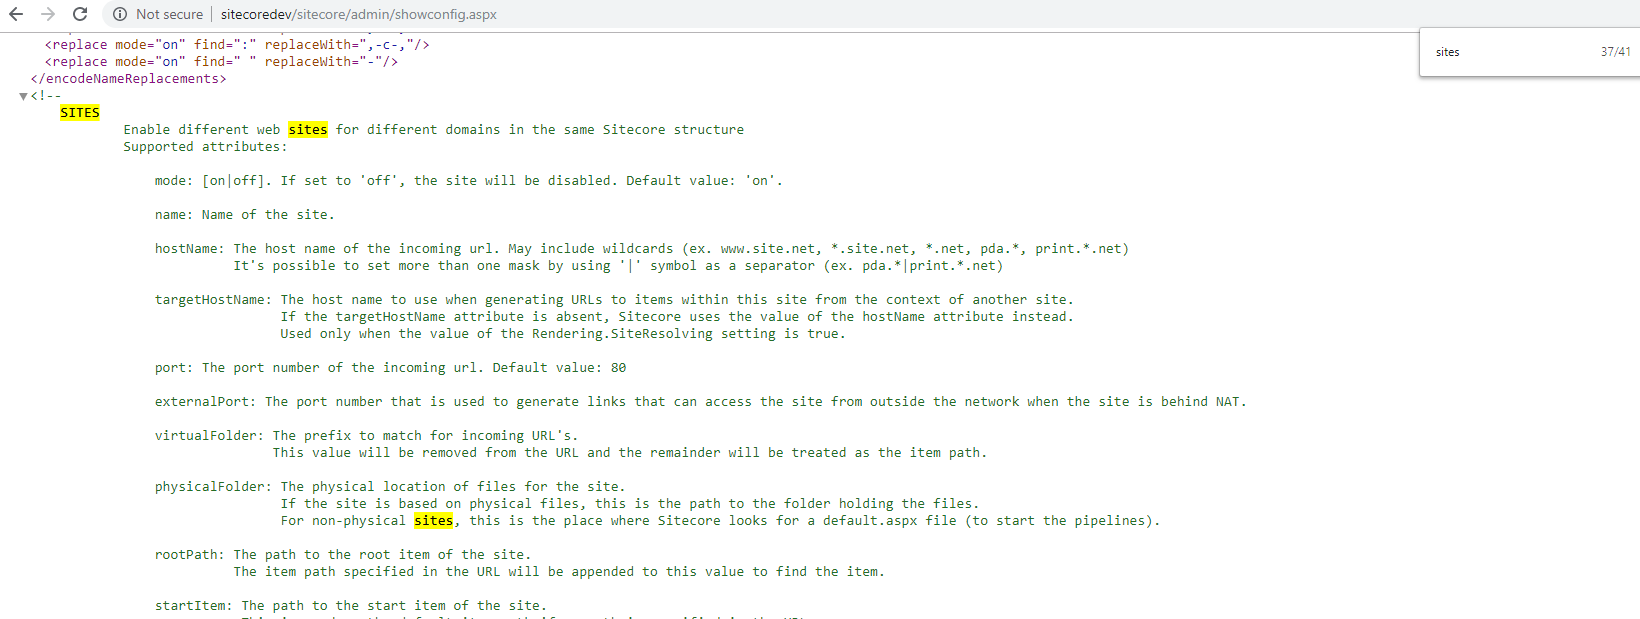 Not secure | sitecoredev/sitecore/admin/showconfig.aspx
sites 37/41
<replace mode="on" find=":" replaceWith=",-c-,"/>
<replace mode="on" find=" " replaceWith="-"/>
</encodeNameReplacements>
▼<!--
SITES
Enable different web sites for different domains in the same Sitecore structure
Supported attributes:
mode: [on|off]. If set to 'off', the site will be disabled. Default value: 'on'.
name: Name of the site.
hostName: The host name of the incoming url. May include wildcards (ex. www.site.net, *.site.net, *.net, pda.*, print.*.net)
It's possible to set more than one mask by using '|' symbol as a separator (ex. pda.*|print.*.net)
targetHostName: The host name to use when generating URLs to items within this site from the context of another site.
If the targetHostName attribute is absent, Sitecore uses the value of the hostName attribute instead.
Used only when the value of the Rendering.SiteResolving setting is true.
port: The port number of the incoming url. Default value: 80
externalPort: The port number that is used to generate links that can access the site from outside the network when the site is behind NAT.
virtualFolder: The prefix to match for incoming URL's.
This value will be removed from the URL and the remainder will be treated as the item path.
physicalFolder: The physical location of files for the site.
If the site is based on physical files, this is the path to the folder holding the files.
For non-physical sites, this is the place where Sitecore looks for a default.aspx file (to start the pipelines).
rootPath: The path to the root item of the site.
The item path specified in the URL will be appended to this value to find the item.
startItem: The path to the start item of the site.